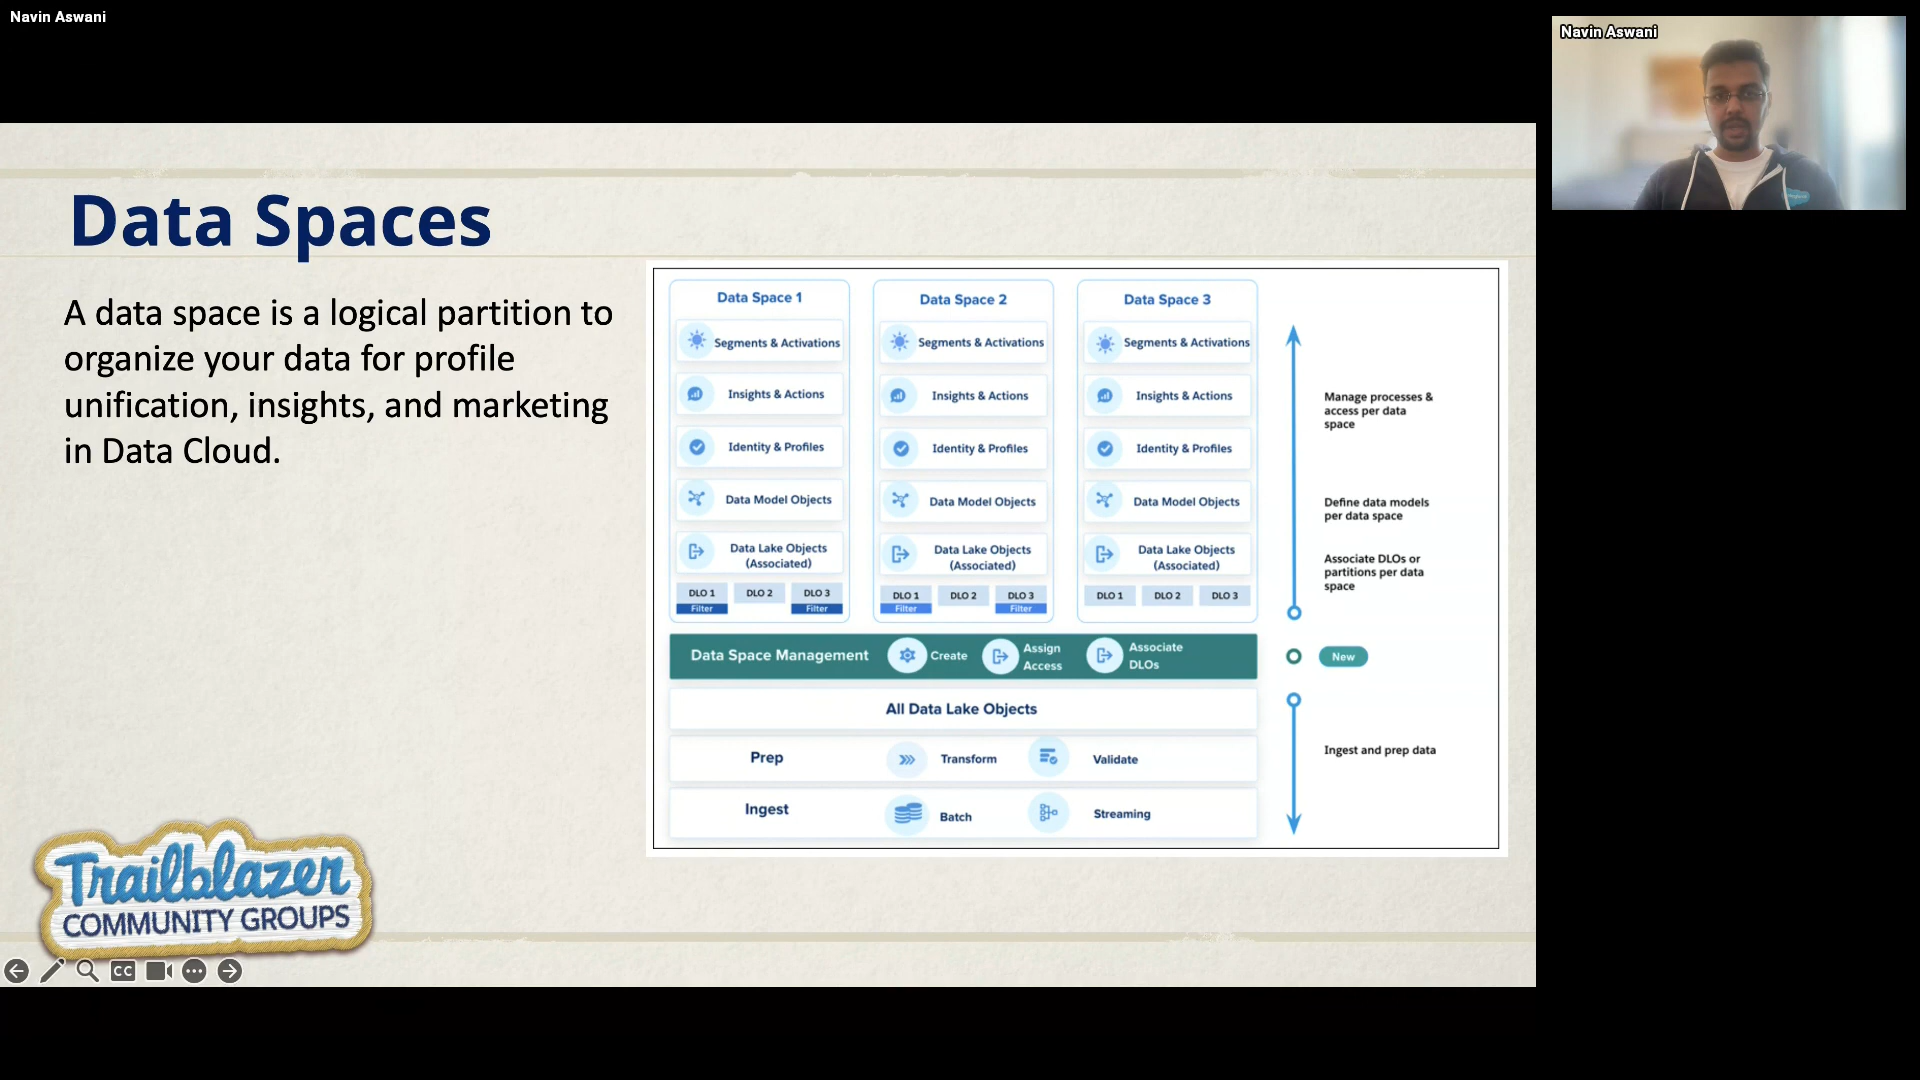 Navin Aswani
Navin Aswani
Data Spaces
A data space is a logical partition to
organize your data for profile
unification, insights, and marketing
in Data Cloud.
Data Space 1
Segments & Activations
Insights & Actions
Identity & Profiles
Data Model Objects
Data Lake Objects
(Associated)
DLO 1 DLO 2 DLO 3
Filter Filter
Data Space 2
Segments & Activations
Insights & Actions
Identity & Profiles
Data Model Objects
Data Lake Objects
(Associated)
DLO 1 DLO 2 DLO 3
Filter Filter
Data Space 3
Segments & Activations
Insights & Actions
Identity & Profiles
Data Model Objects
Data Lake Objects
(Associated)
DLO 1 DLO 2 DLO 3
Manage processes &
access per data
space
Define data models
per data space
Associate DLOs or
partitions per data
space
Data Space Management Create Assign
Access Associate
DLOs
New
All Data Lake Objects
Prep Transform Validate
Ingest Batch Streaming
Ingest and prep data
Trailblazer
COMMUNITY GROUPS
CC